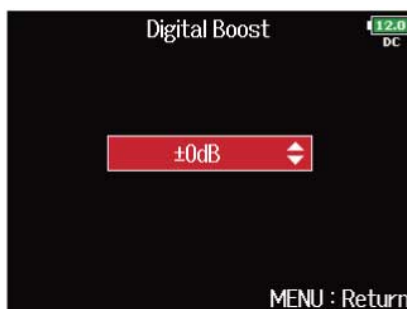 Digital Boost
12.0
DC
±0dB
MENU : Return